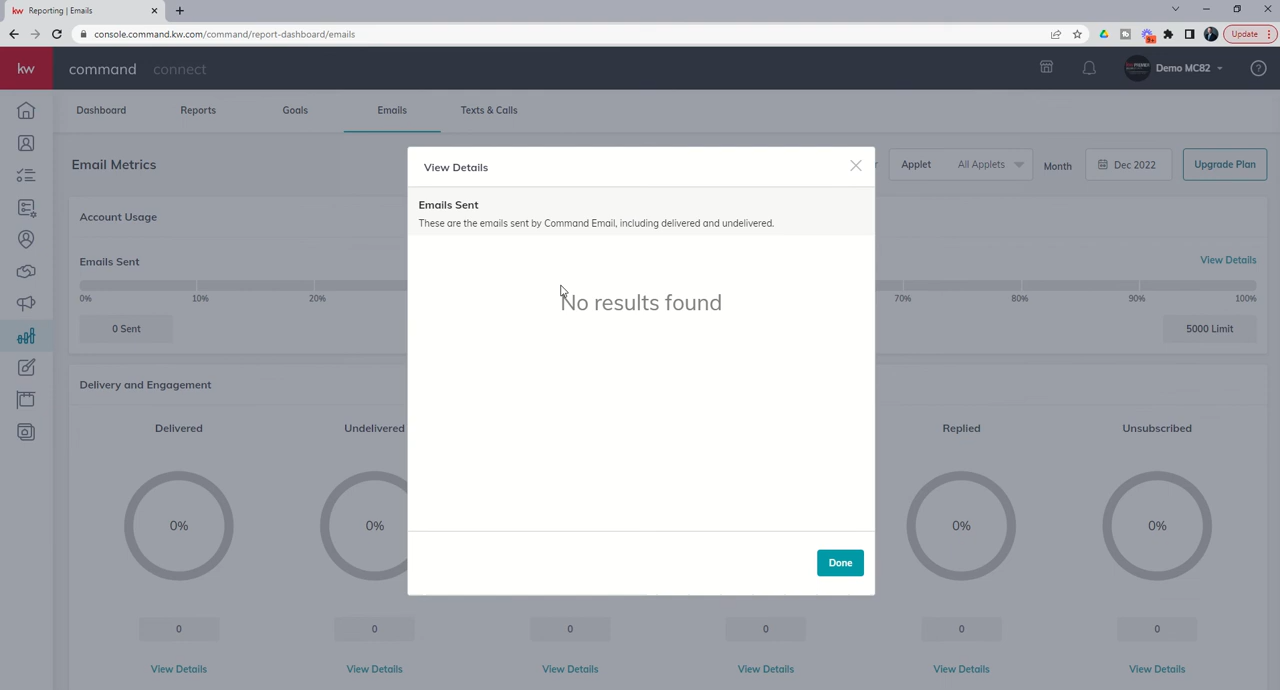 Reporting | Emails
console.command.kw.com/command/report-dashboard/emails
Update
kw
command connect
Demo MC82
Dashboard Reports Goals Emails Texts & Calls
Email Metrics
Applet All Applets Month Dec 2022 Upgrade Plan
Account Usage
Emails Sent View Details
0% 10% 20% 70% 80% 90% 100%
0 Sent 5000 Limit
View Details
Emails Sent
These are the emails sent by Command Email, including delivered and undelivered.
No results found
Done
Delivery and Engagement
Delivered Undelivered Replied Unsubscribed
0% 0% 0% 0%
0 0 0 0 0 0
View Details View Details View Details View Details View Details View Details